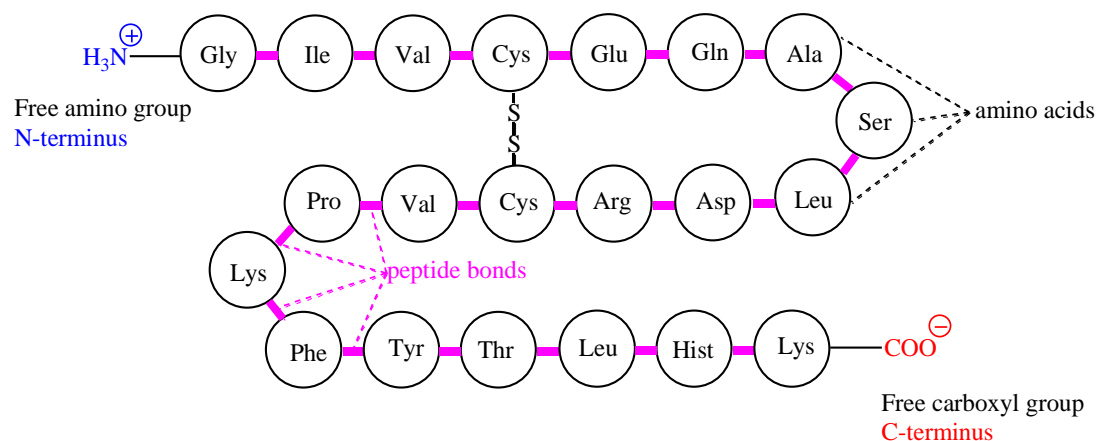 H₃N⊕ Gly Ile Val Cys Glu Gln Ala
Free amino group
N-terminus
S
S
Ser
amino acids
Pro Val Cys Arg Asp Leu
Lys
peptide bonds
Phe Tyr Thr Leu Hist Lys COO⊖
Free carboxyl group
C-terminus